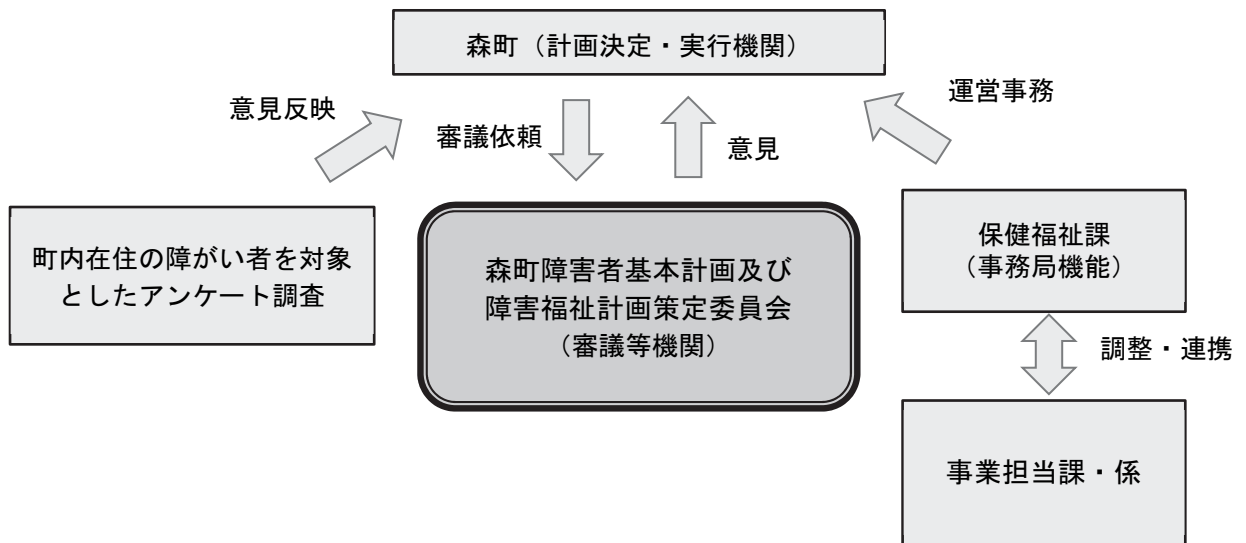 森町（計画決定・実行機関）
意見反映
審議依頼
意見
運営事務
町内在住の障がい者を対象
としたアンケート調査
森町障害者基本計画及び
障害福祉計画策定委員会
（審議等機関）
保健福祉課
（事務局機能）
調整・連携
事業担当課・係